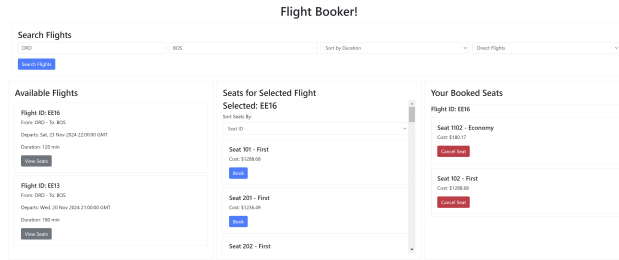 Flight Booker!
Search Flights
ORD
BOS
Sort by Duration
Direct Flights
Search Flights
Available Flights
Flight ID: EE16
From: ORD - To: BOS
Departs: Sat, 23 Nov 2024 22:00:00 GMT
Duration: 120 min
View Seats
Flight ID: EE13
From: ORD - To: BOS
Departs: Wed, 20 Nov 2024 21:00:00 GMT
Duration: 180 min
View Seats
Seats for Selected Flight
Selected: EE16
Sort Seats By:
Seat ID
Seat 101 - First
Cost: $1288.68
Book
Seat 201 - First
Cost: $1236.49
Book
Seat 202 - First
Your Booked Seats
Flight ID: EE16
Seat 1102 - Economy
Cost: $180.17
Cancel Seat
Seat 102 - First
Cost: $1288.68
Cancel Seat